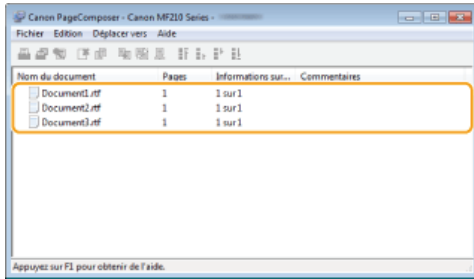 Canon PageComposer - Canon MF210 Series -
Fichier Edition Déplacer vers Aide
Nom du document Pages Informations sur... Commentaires
Document1.rtf 1 1 sur 1
Document2.rtf 1 1 sur 1
Document3.rtf 1 1 sur 1
Appuyez sur F1 pour obtenir de l'aide.